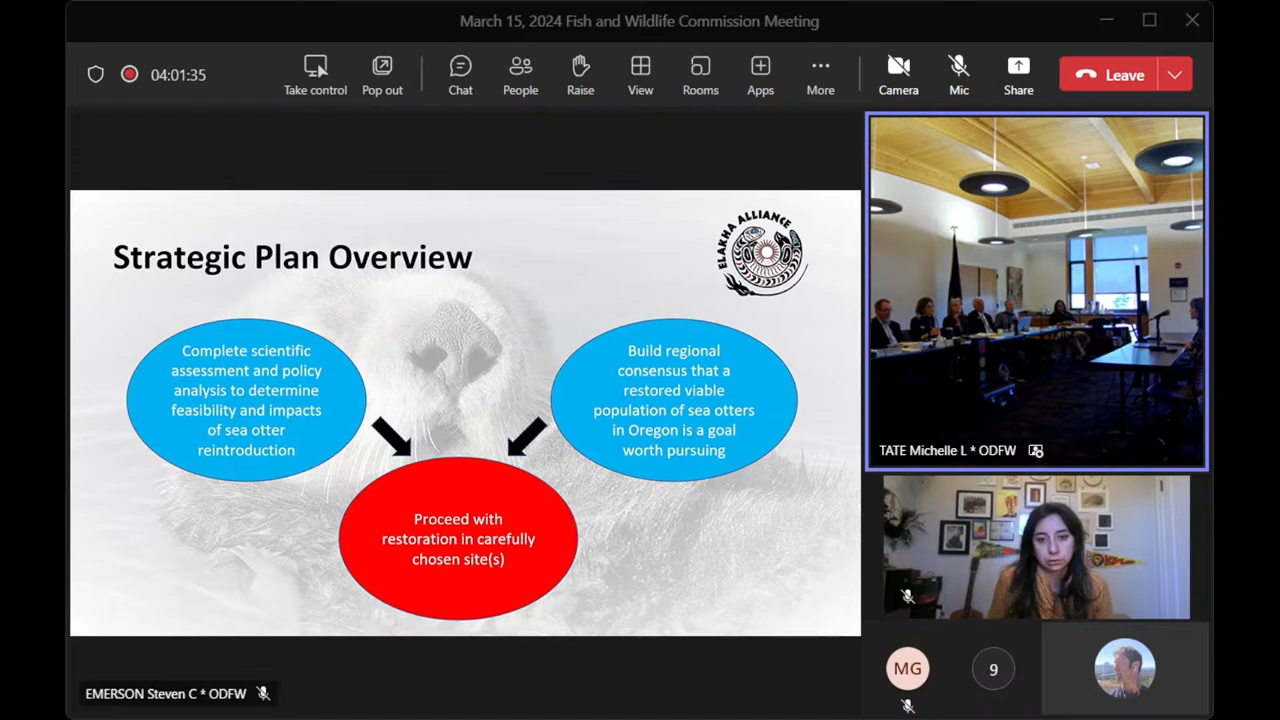 March 15, 2024 Fish and Wildlife Commission Meeting
04:01:35
Take control
Pop out
Chat
People
Raise
View
Rooms
Apps
More
Camera
Mic
Share
Leave
Strategic Plan Overview
ELAKHA ALLIANCE
Complete scientific
assessment and policy
analysis to determine
feasibility and impacts
of sea otter
reintroduction
Build regional
consensus that a
restored viable
population of sea otters
in Oregon is a goal
worth pursuing
Proceed with
restoration in carefully
chosen site(s)
TATE Michelle L * ODFW
MG
9
EMERSON Steven C * ODFW